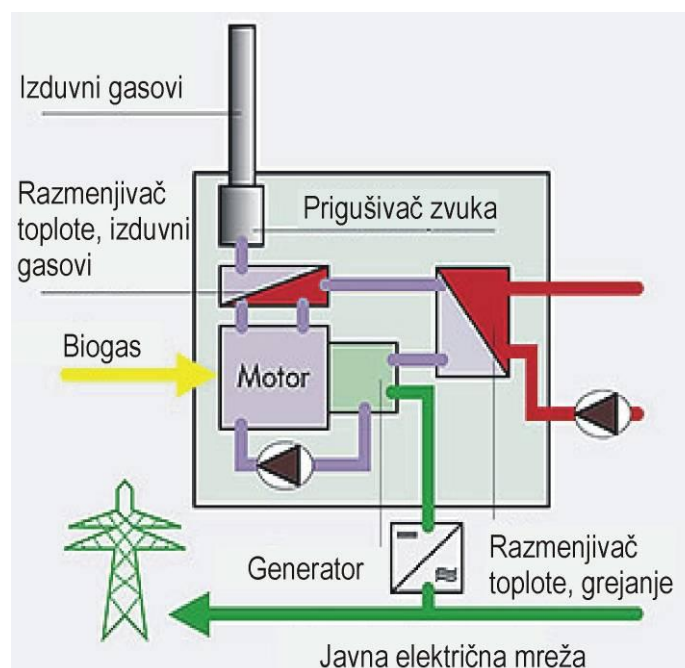 Izduvni gasovi
Razmenjivač
toplote, izduvni
gasovi
Prigušivač zvuka
Biogas
Motor
Generator
Razmenjivač
toplote, grejanje
Javna električna mreža